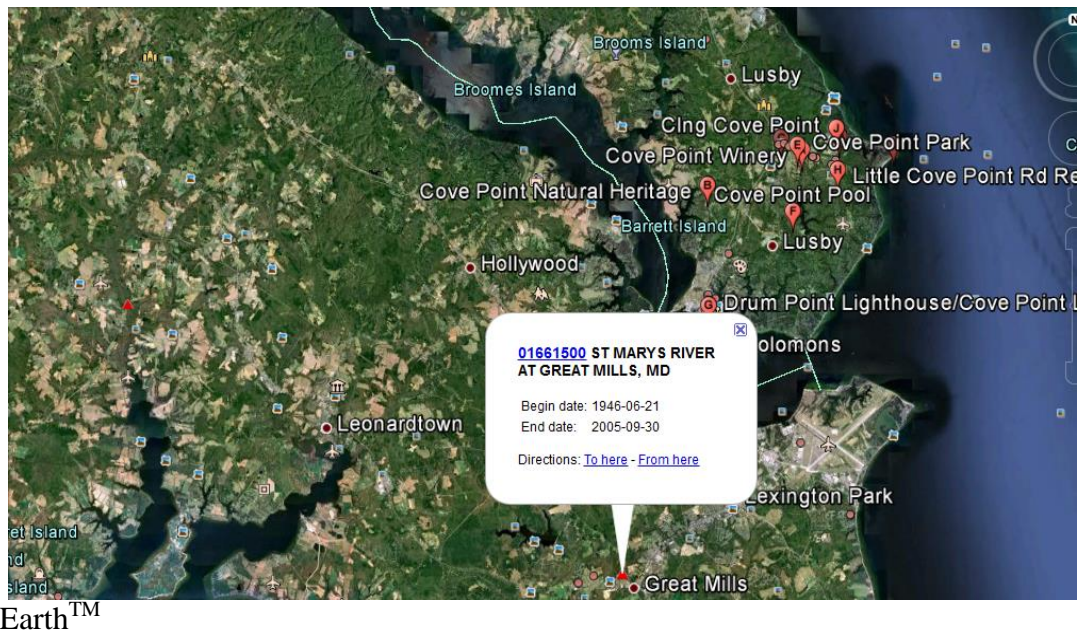 N
Brooms Island
Lusby
Broomes Island
Clng Cove Point
J
E
Cove Point Park
Cove Point Winery
H
Little Cove Point Rd Re
Cove Point Natural Heritage
B
Cove Point Pool
F
Barrett Island
Lusby
Hollywood
G
Drum Point Lighthouse/Cove Point L
01661500 ST MARYS RIVER
AT GREAT MILLS, MD
olomons
Begin date: 1946-06-21
End date: 2005-09-30
Leonardtown
Directions: To here - From here
Lexington Park
ret Island
nd
sland
Great Mills
Earth™